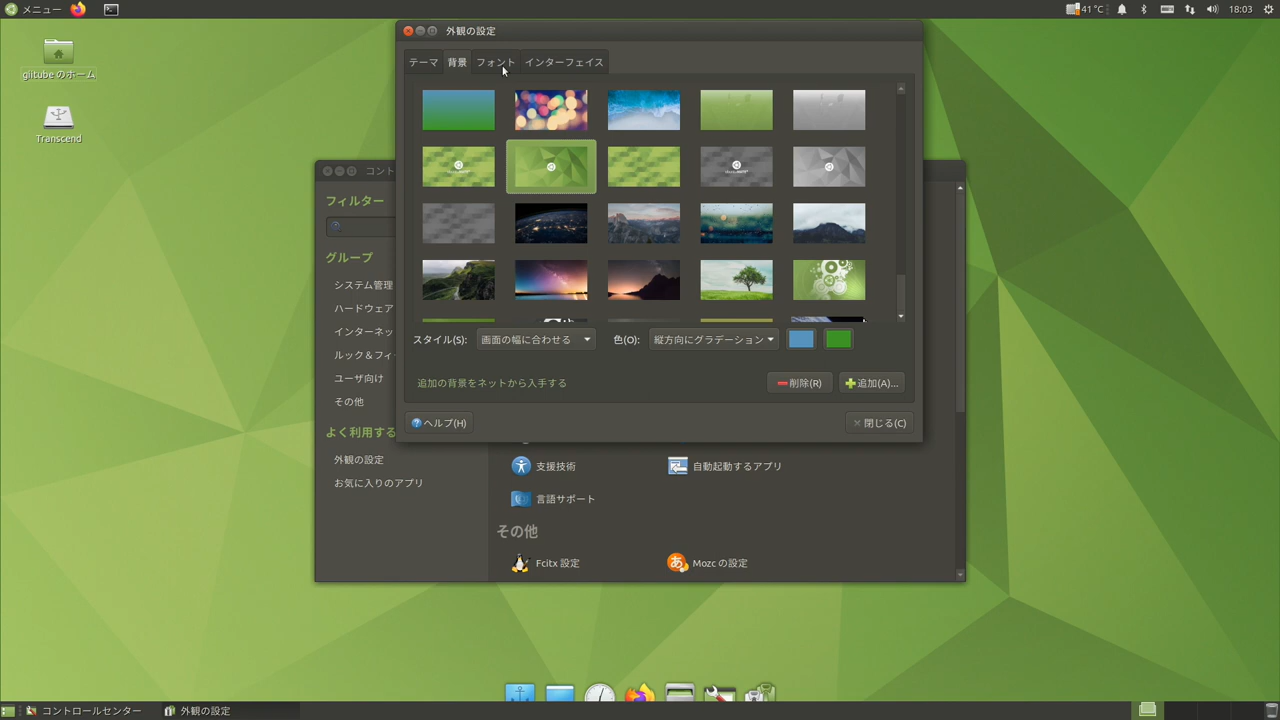 メニュー
41°C
18:03
glitube のホーム
Transcend
外観の設定
テーマ
背景
フォント
インターフェイス
スタイル(S):
画面の幅に合わせる
色(O):
縦方向にグラデーション
追加の背景をネットから入手する
削除(R)
追加(A)...
ヘルプ(H)
閉じる(C)
コント
フィルター
グループ
システム管理
ハードウェア
インターネッ
ルック＆フィー
ユーザ向け
その他
よく利用する
外観の設定
お気に入りのアプリ
支援技術
自動起動するアプリ
言語サポート
その他
Fcitx 設定
Mozc の設定
コントロールセンター
外観の設定